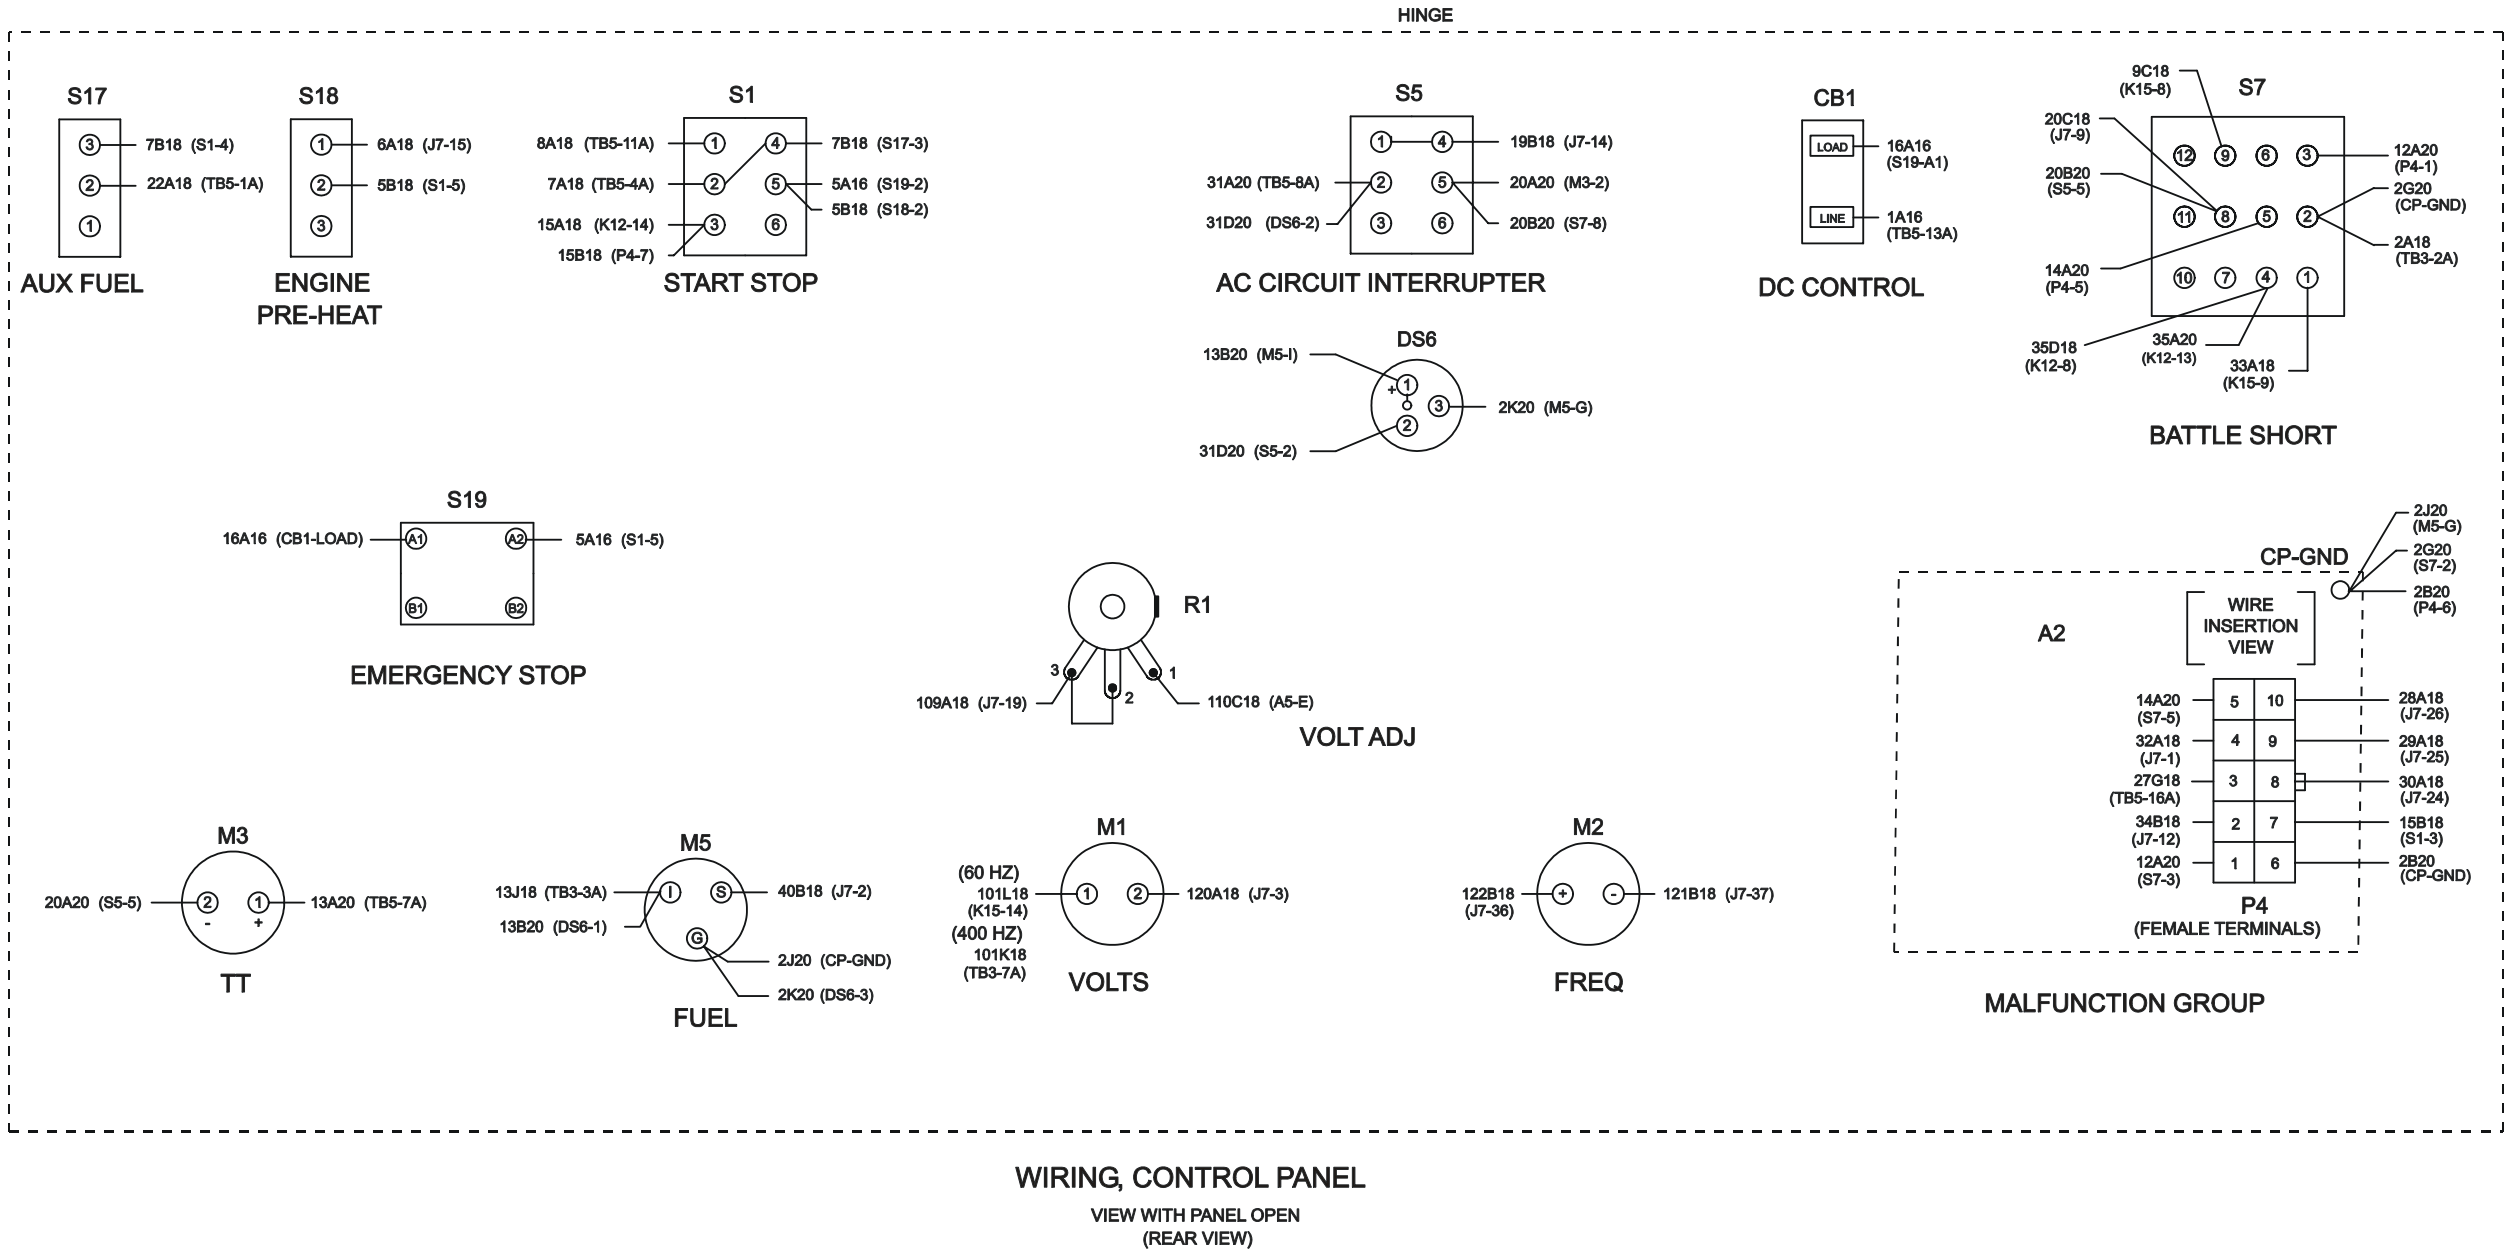 HINGE
S17
3
7B18 (S1-4)
2
22A18 (TB5-1A)
1
AUX FUEL
S18
1
6A18 (J7-15)
2
5B18 (S1-5)
3
ENGINE
PRE-HEAT
S1
8A18 (TB5-11A)
1
4
7B18 (S17-3)
7A18 (TB5-4A)
2
5
5A16 (S19-2)
5B18 (S18-2)
15A18 (K12-14)
3
6
15B18 (P4-7)
START STOP
S5
1
4
19B18 (J7-14)
31A20 (TB5-8A)
2
5
20A20 (M3-2)
31D20 (DS6-2)
3
6
20B20 (S7-8)
AC CIRCUIT INTERRUPTER
CB1
LOAD
16A16
(S19-A1)
LINE
1A16
(TB5-13A)
DC CONTROL
S7
9C18
(K15-8)
20C18
(J7-9)
20B20
(S5-5)
14A20
(P4-5)
12
9
6
3
11
8
5
2
10
7
4
1
12A20
(P4-1)
2G20
(CP-GND)
2A18
(TB3-2A)
35D18
(K12-8)
35A20
(K12-13)
33A18
(K15-9)
BATTLE SHORT
DS6
13B20 (M5-I)
1
+
3
2K20 (M5-G)
2
31D20 (S5-2)
S19
16A16 (CB1-LOAD)
A1
A2
5A16 (S1-5)
B1
B2
EMERGENCY STOP
R1
3
1
2
109A18 (J7-19)
110C18 (A5-E)
VOLT ADJ
CP-GND
2J20
(M5-G)
2G20
(S7-2)
2B20
(P4-6)
A2
WIRE
INSERTION
VIEW
14A20
(S7-5)
5
10
28A18
(J7-26)
32A18
(J7-1)
4
9
29A18
(J7-25)
27G18
(TB5-16A)
3
8
30A18
(J7-24)
34B18
(J7-12)
2
7
15B18
(S1-3)
12A20
(S7-3)
1
6
2B20
(CP-GND)
P4
(FEMALE TERMINALS)
MALFUNCTION GROUP
M3
20A20 (S5-5)
2
1
13A20 (TB5-7A)
-
+
TT
M5
13J18 (TB3-3A)
I
S
40B18 (J7-2)
13B20 (DS6-1)
G
2J20 (CP-GND)
2K20 (DS6-3)
FUEL
M1
(60 HZ)
101L18
(K15-14)
(400 HZ)
101K18
(TB3-7A)
1
2
120A18 (J7-3)
VOLTS
M2
122B18
(J7-36)
+
-
121B18 (J7-37)
FREQ
WIRING, CONTROL PANEL
VIEW WITH PANEL OPEN
(REAR VIEW)